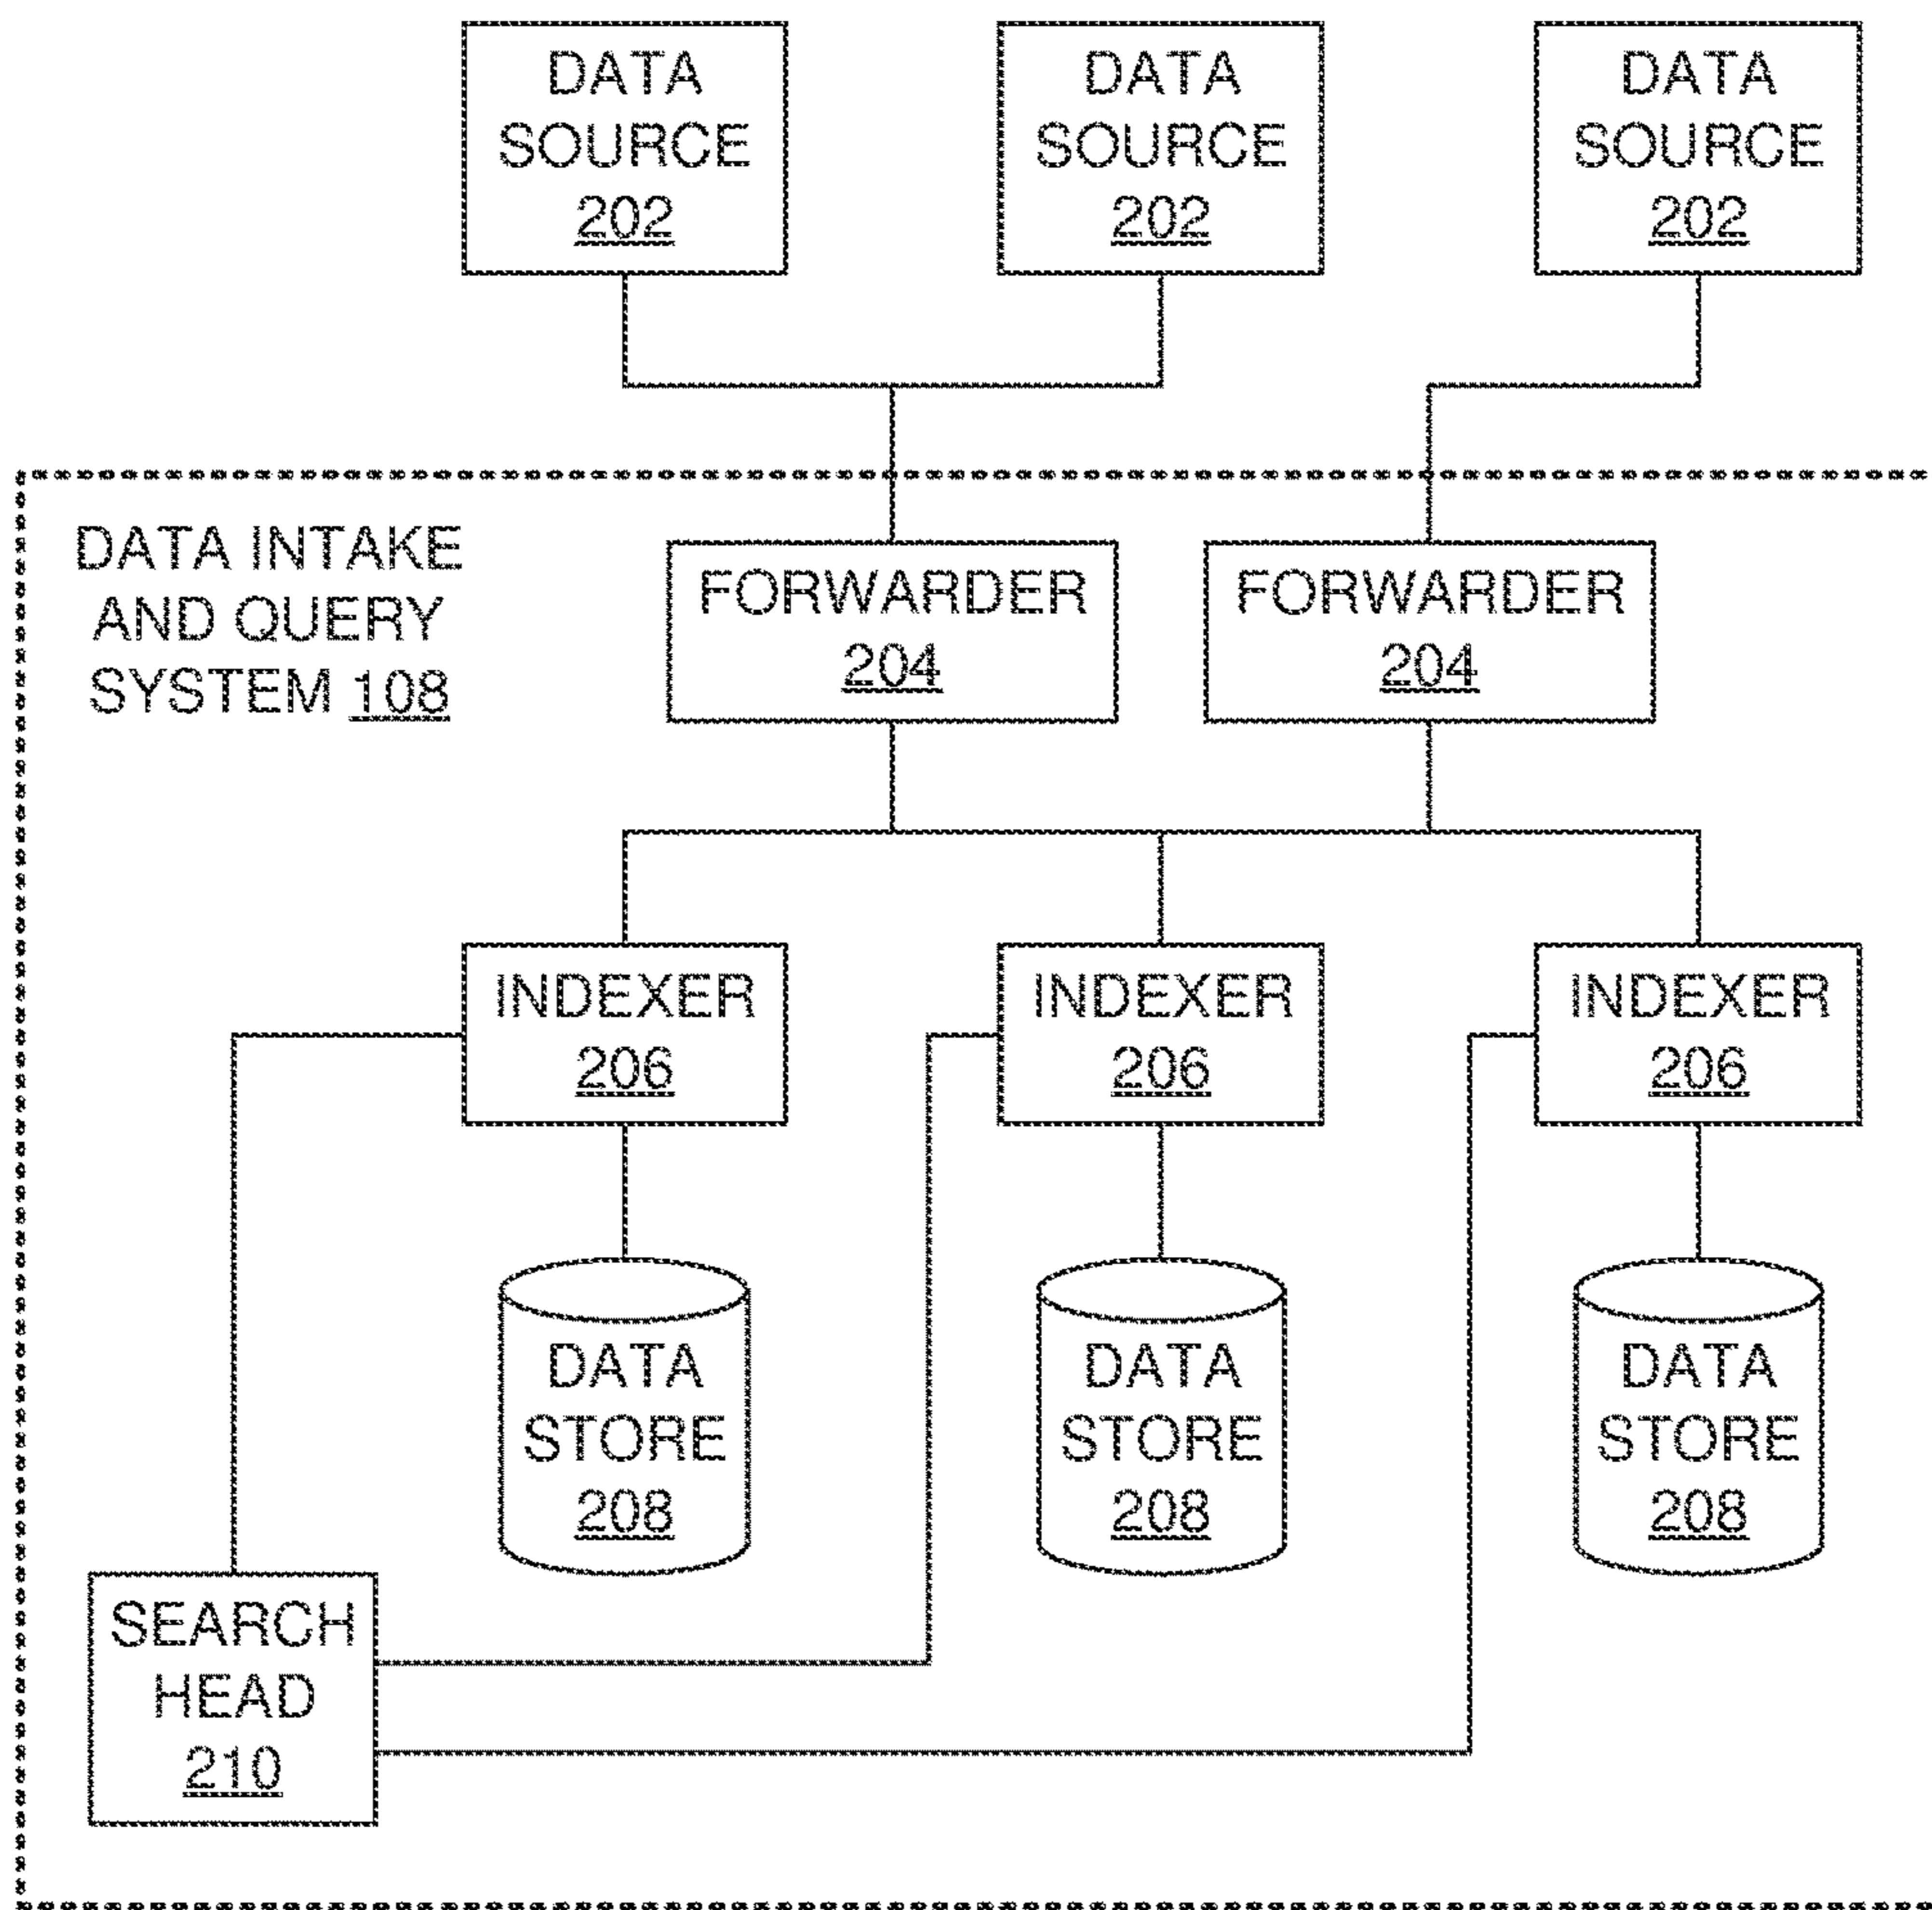 DATA
SOURCE
202
DATA
SOURCE
202
DATA
SOURCE
202
DATA INTAKE
AND QUERY
SYSTEM 108
FORWARDER
204
FORWARDER
204
INDEXER
206
INDEXER
206
INDEXER
206
DATA
STORE
208
DATA
STORE
208
DATA
STORE
208
SEARCH
HEAD
210